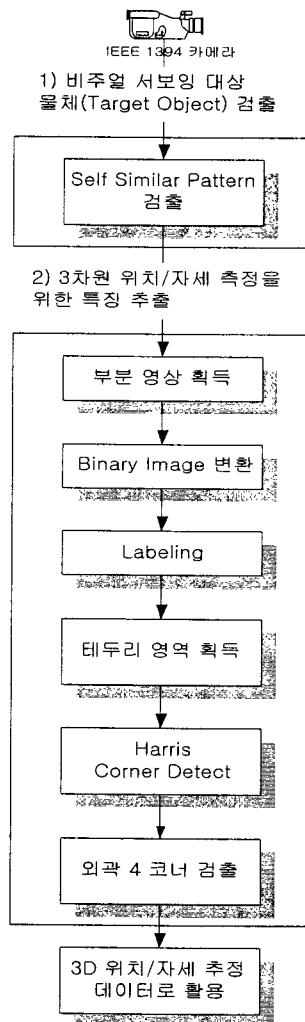 IEEE 1394 카메라
1) 비주얼 서보잉 대상
물체(Target Object) 검출
Self Similar Pattern
검출
2) 3차원 위치/자세 측정을
위한 특징 추출
부분 영상 획득
Binary Image 변환
Labeling
테두리 영역 획득
Harris
Corner Detect
외곽 4 코너 검출
3D 위치/자세 추정
데이터로 활용